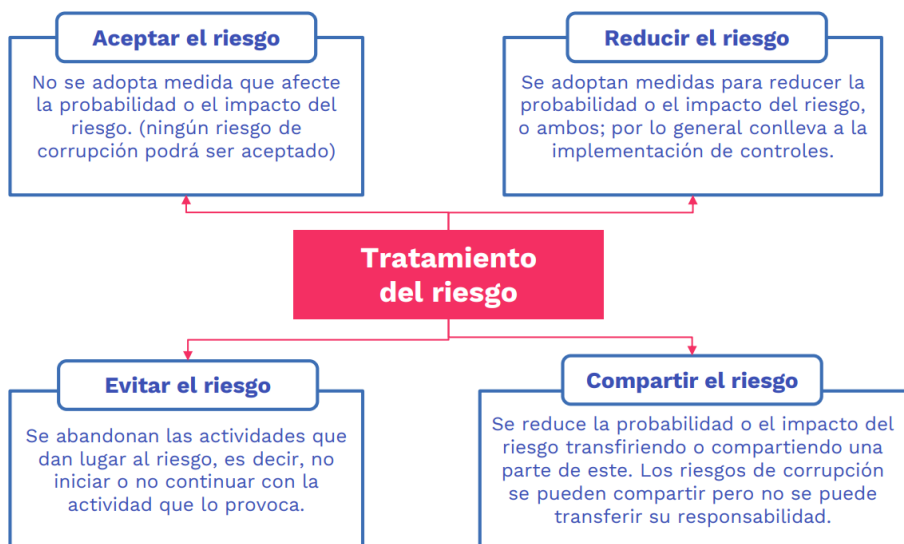 Aceptar el riesgo
No se adopta medida que afecte
la probabilidad o el impacto del
riesgo. (ningún riesgo de
corrupción podrá ser aceptado)
Reducir el riesgo
Se adoptan medidas para reducer la
probabilidad o el impacto del riesgo,
o ambos; por lo general conlleva a la
implementación de controles.
Tratamiento
del riesgo
Evitar el riesgo
Se abandonan las actividades que
dan lugar al riesgo, es decir, no
iniciar o no continuar con la
actividad que lo provoca.
Compartir el riesgo
Se reduce la probabilidad o el impacto del
riesgo transfiriendo o compartiendo una
parte de este. Los riesgos de corrupción
se pueden compartir pero no se puede
transferir su responsabilidad.